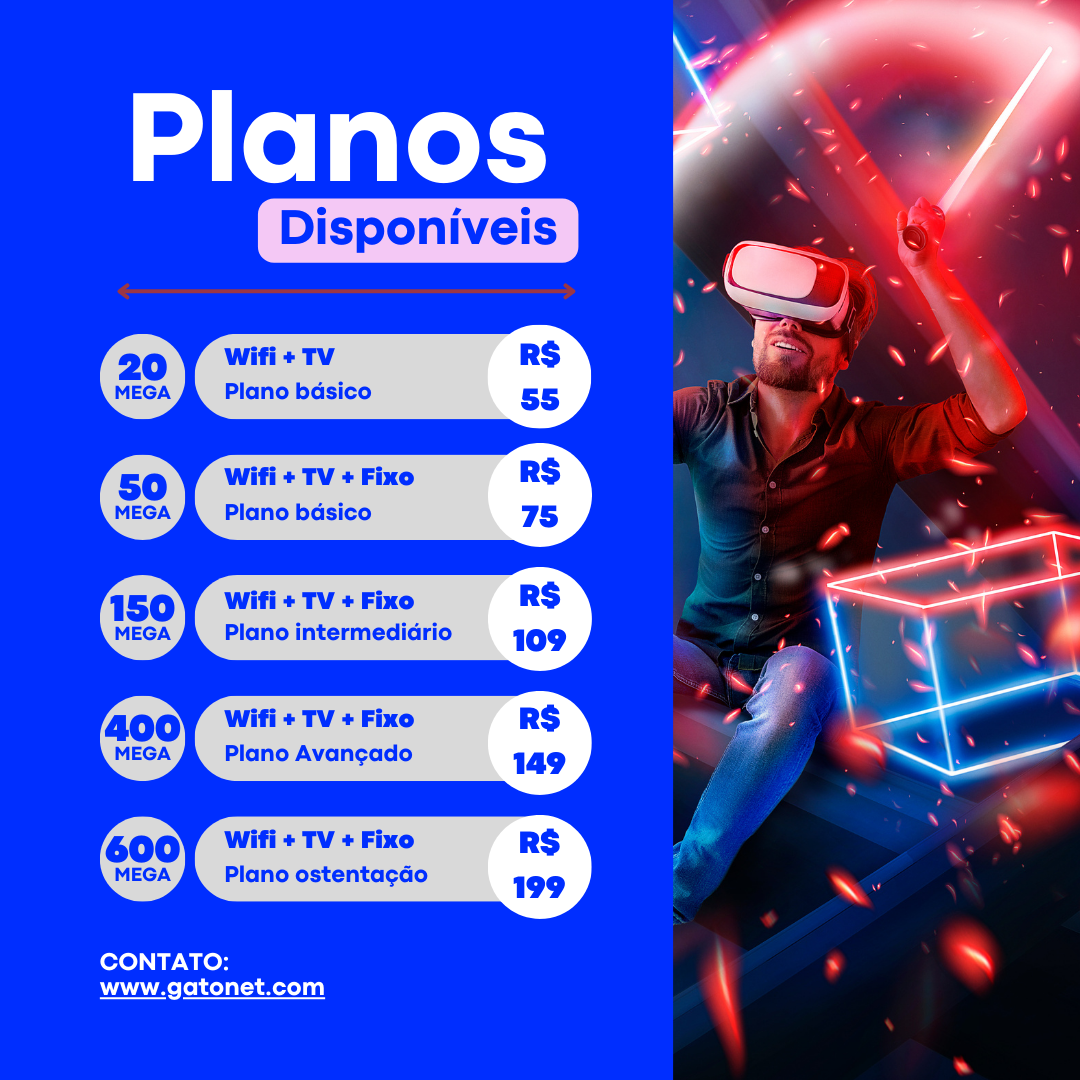 Planos
Disponíveis
20
MEGA
Wifi + TV
Plano básico
R$
55
50
MEGA
Wifi + TV + Fixo
Plano básico
R$
75
150
MEGA
Wifi + TV + Fixo
Plano intermediário
R$
109
400
MEGA
Wifi + TV + Fixo
Plano Avançado
R$
149
600
MEGA
Wifi + TV + Fixo
Plano ostentação
R$
199
CONTATO:
www.gatonet.com